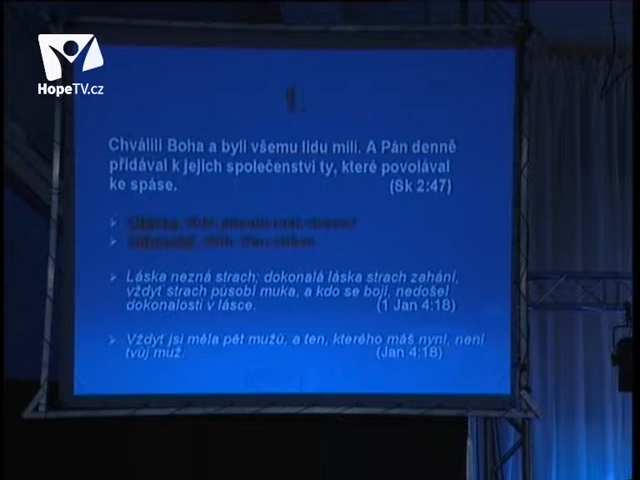 HopeTV.cz
1.
Chválili Boha a byli všemu lidu milí. A Pán denně
přidával k jejich společenství ty, které povolával
ke spáse. (Sk 2:47)
Láska nezná strach; dokonalá láska strach zahání,
vždyť strach působí muka, a kdo se bojí, nedošel
dokonalosti v lásce. (1 Jan 4:18)
Vždyť jsi měla pět mužů, a ten, kterého máš nyní, není
tvůj muž. (Jan 4:18)